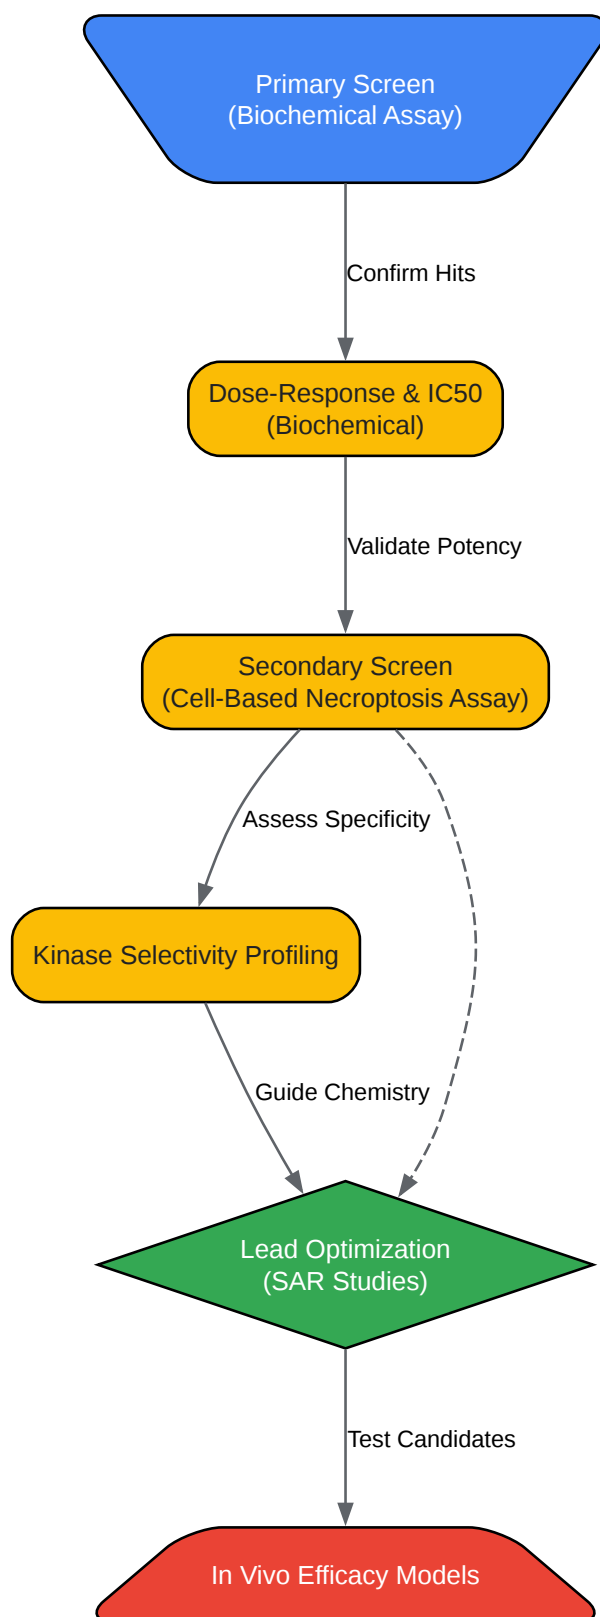 Primary Screen
(Biochemical Assay)
Confirm Hits
Dose-Response & IC50
(Biochemical)
Validate Potency
Secondary Screen
(Cell-Based Necroptosis Assay)
Assess Specificity
Kinase Selectivity Profiling
Guide Chemistry
Lead Optimization
(SAR Studies)
Test Candidates
In Vivo Efficacy Models